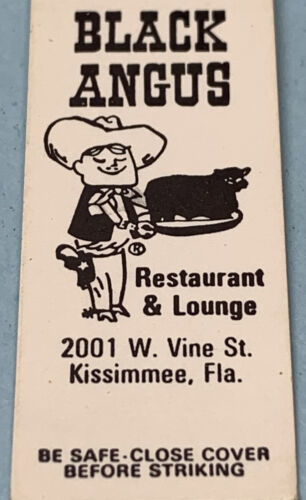 BLACK
ANGUS
®
Restaurant
& Lounge
2001 W. Vine St.
Kissimmee, Fla.
BE SAFE-CLOSE COVER
BEFORE STRIKING